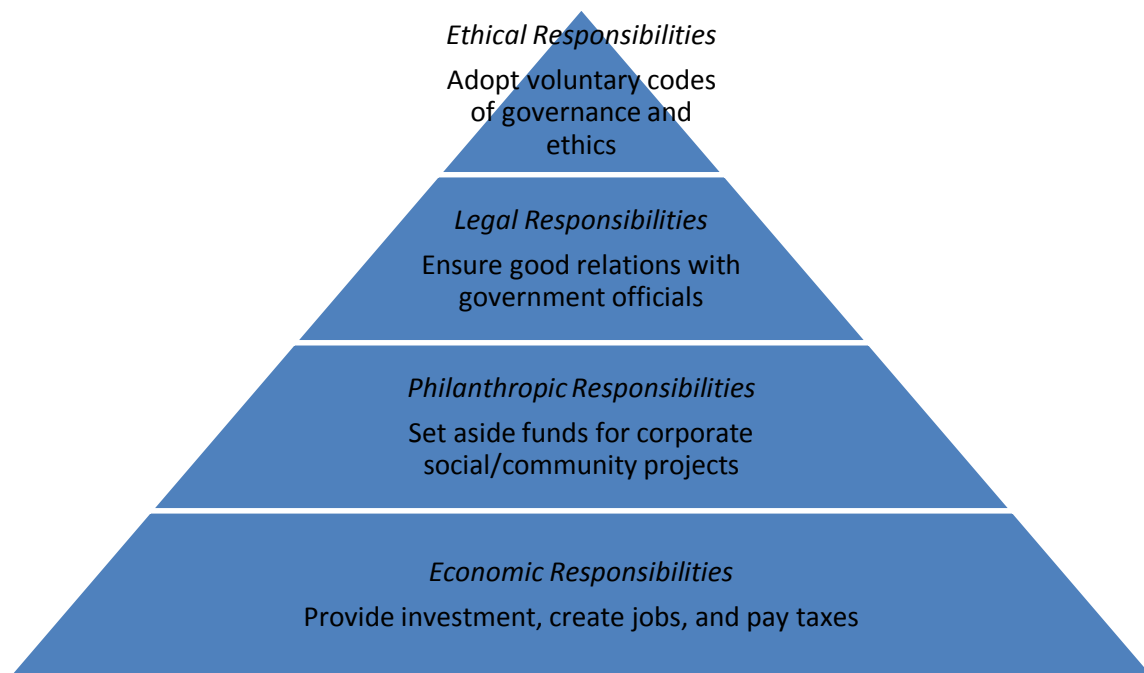 Ethical Responsibilities
Adopt voluntary codes
of governance and
ethics
Legal Responsibilities
Ensure good relations with
government officials
Philanthropic Responsibilities
Set aside funds for corporate
social/community projects
Economic Responsibilities
Provide investment, create jobs, and pay taxes